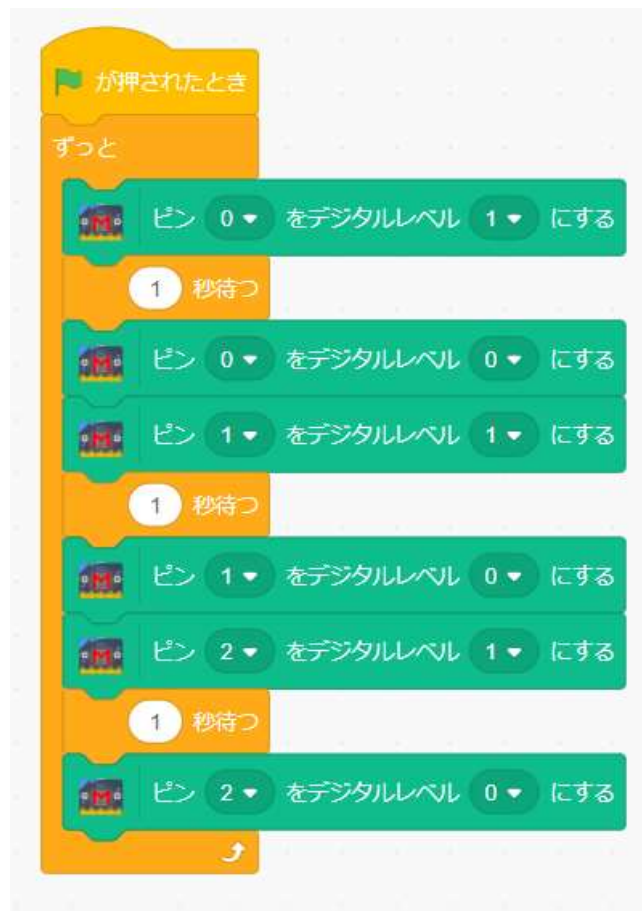 が押されたとき
ずっと
ピン 0 をデジタルレベル 1 にする
1 秒待つ
ピン 0 をデジタルレベル 0 にする
ピン 1 をデジタルレベル 1 にする
1 秒待つ
ピン 1 をデジタルレベル 0 にする
ピン 2 をデジタルレベル 1 にする
1 秒待つ
ピン 2 をデジタルレベル 0 にする